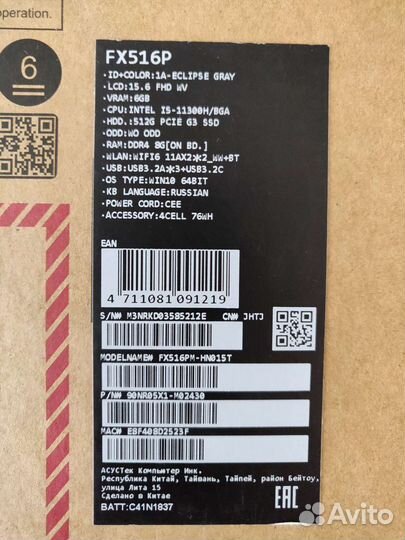 operation.
6
FX516P
·ID+COLOR:1A-ECLIPSE GRAY
·LCD:15.6 FHD WV
·VRAM:6GB
·CPU:INTEL I5-11300H/BGA
·HDD:512G PCIE G3 SSD
·ODD:WO ODD
·RAM:DDR4 8G[ON BD.]
·WLAN:WIFI6 11AX2*2_WW+BT
·USB:USB3.2A*3+USB3.2C
·OS TYPE:WIN10 64BIT
·KB LANGUAGE:RUSSIAN
·POWER CORD:CEE
·ACCESSORY:4CELL 76WH
EAN
4 711081 091219
S/N# M3NRKD03585212E CN# JHTJ
MODELNAME# FX516PM-HN015T
P/N# 90NR05X1-M02430
MAC# E8F408D2523F
АСУСТек Компьютер Инк.
Республики Китай, Тайвань, Тайпей, район Бейтоу,
улица Лита 15
Сделано в Китае
EAC
BATT:C41N1837
Avito